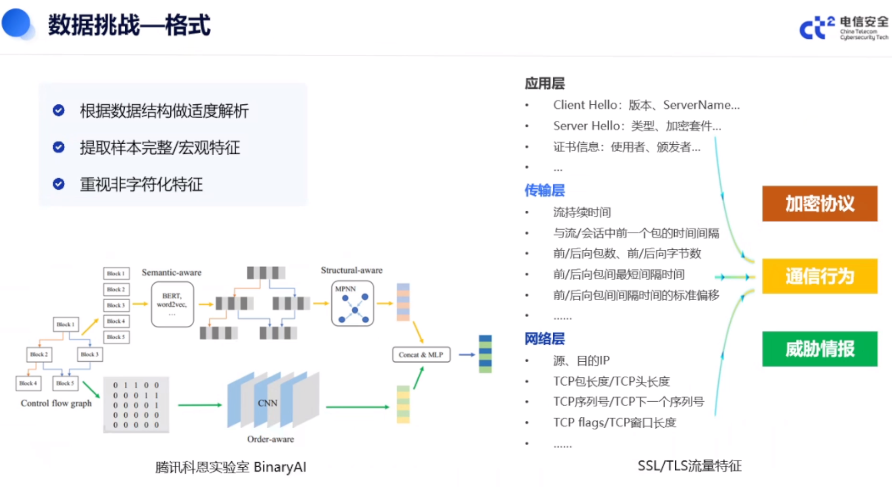 数据挑战—格式
ct²
电信安全
China Telecom
Cybersecurity Tech
根据数据结构做适度解析
提取样本完整/宏观特征
重视非字符化特征
Block 1
Block 2
Block 3
Block 4
Block 5
Semantic-aware
BERT,
word2vec,
...
Structural-aware
MPNN
Block 1
Block 2
Block 3
Block 4
Block 5
Control flow graph
0 1 1 0 0
0 0 0 1 1
0 0 0 0 1
0 0 0 0 0
0 0 0 0 0
CNN
Order-aware
Concat & MLP
腾讯科恩实验室 BinaryAI
应用层
• Client Hello：版本、ServerName...
• Server Hello：类型、加密套件...
• 证书信息：使用者、颁发者...
• ...
传输层
• 流持续时间
• 与流/会话中前一个包的时间间隔
• 前/后向包数、前/后向字节数
• 前/后向包间最短间隔时间
• 前/后向包间间隔时间的标准偏移
• ......
网络层
• 源、目的IP
• TCP包长度/TCP头长度
• TCP序列号/TCP下一个序列号
• TCP flags/TCP窗口长度
• ......
SSL/TLS流量特征
加密协议
通信行为
威胁情报